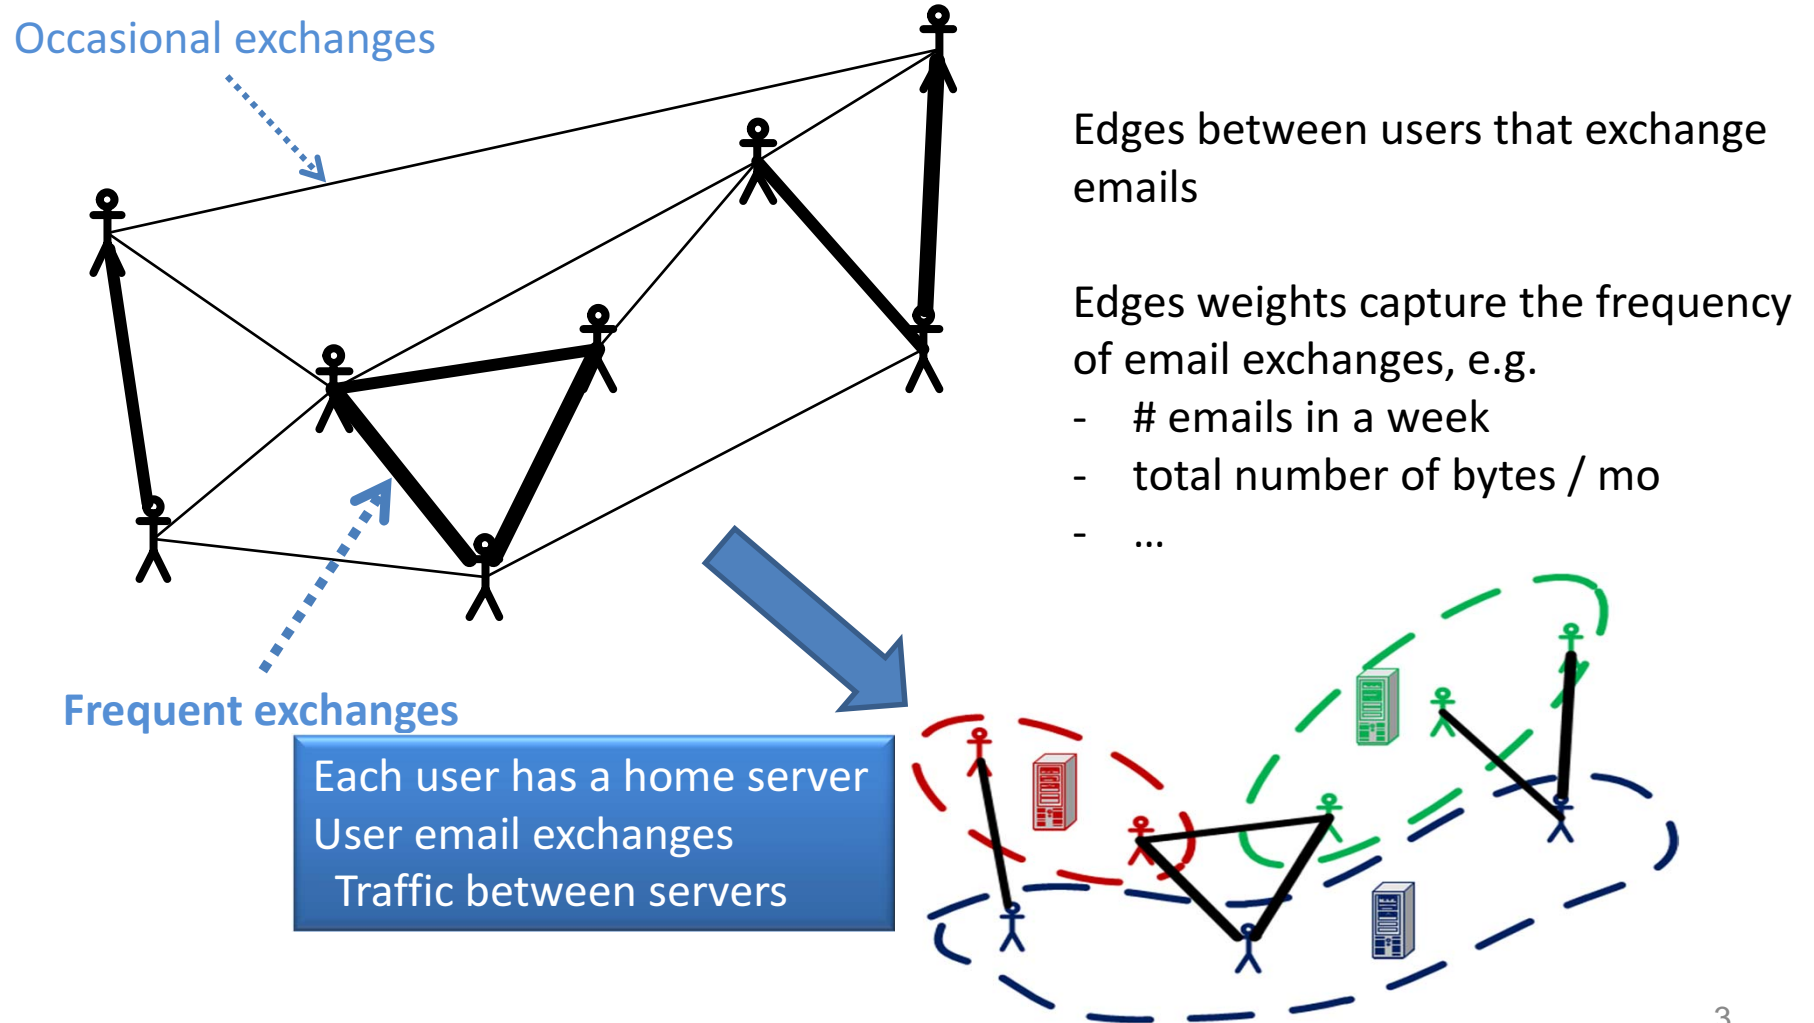 Occasional exchanges
Edges between users that exchange
emails
Edges weights capture the frequency
of email exchanges, e.g.
- # emails in a week
- total number of bytes / mo
- ...
Frequent exchanges
Each user has a home server
User email exchanges
Traffic between servers
3